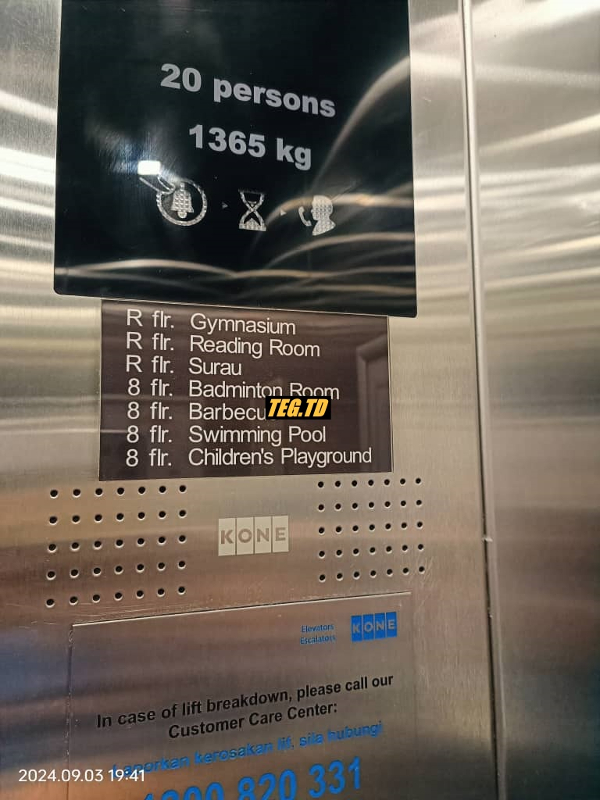 20 persons
1365 kg
R flr. Gymnasium
R flr. Reading Room
R flr. Surau
8 flr. Badminton Room
8 flr. Barbecu
TEG.TD
8 flr. Swimming Pool
8 flr. Children's Playground
KONE
Elevators
Escalators
KONE
In case of lift breakdown, please call our
Customer Care Center:
Laporkan kerosakan lif, sila hubungi
820 331
2024.09.03 19:41